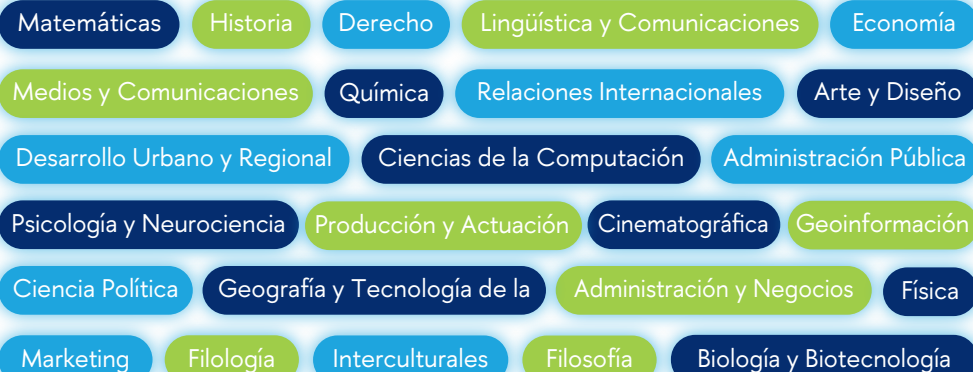 Matemáticas Historia Derecho Lingüística y Comunicaciones Economía
Medios y Comunicaciones Química Relaciones Internacionales Arte y Diseño
Desarrollo Urbano y Regional Ciencias de la Computación Administración Pública
Psicología y Neurociencia Producción y Actuación Cinematográfica Geoinformación
Ciencia Política Geografía y Tecnología de la Administración y Negocios Física
Marketing Filología Interculturales Filosofía Biología y Biotecnología